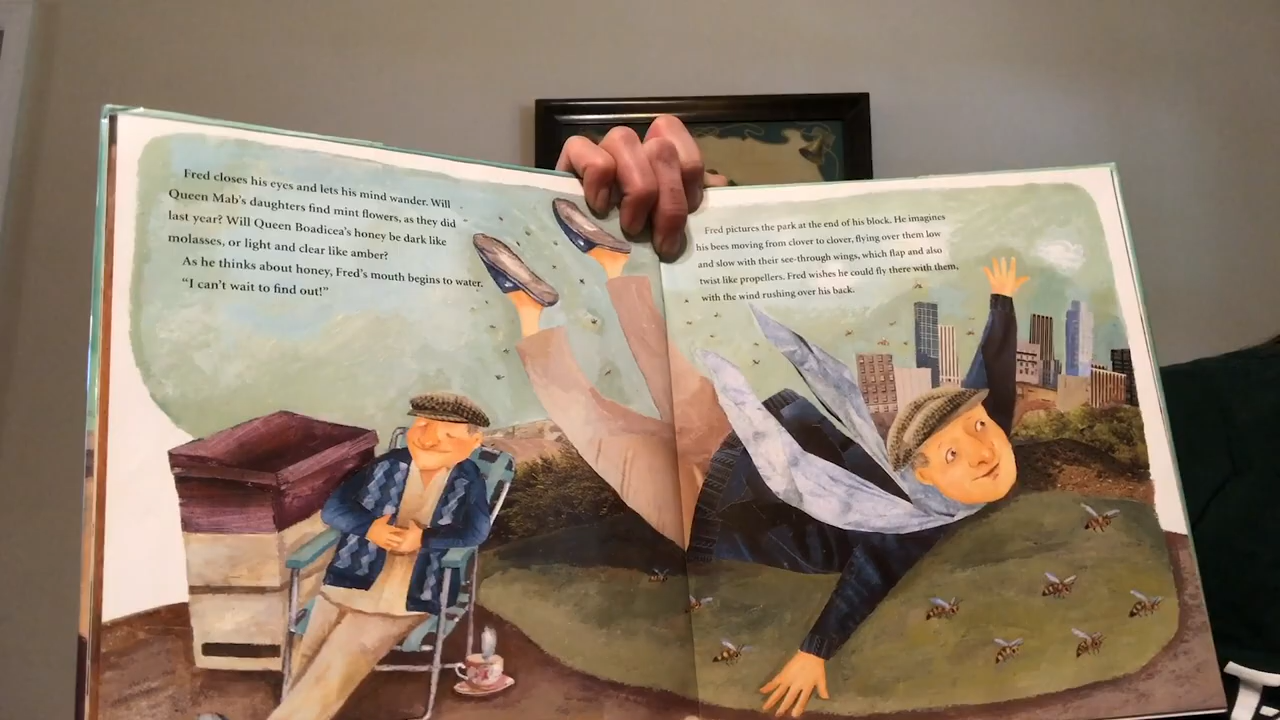 Fred closes his eyes and lets his mind wander. Will
Queen Mab's daughters find mint flowers, as they did
last year? Will Queen Boadicea's honey be dark like
molasses, or light and clear like amber?
As he thinks about honey, Fred's mouth begins to water.
"I can't wait to find out!"
Fred pictures the park at the end of his block. He imagines
his bees moving from clover to clover, flying over them low
and slow with their see-through wings, which flap and also
twist like propellers. Fred wishes he could fly there with them,
with the wind rushing over his back.